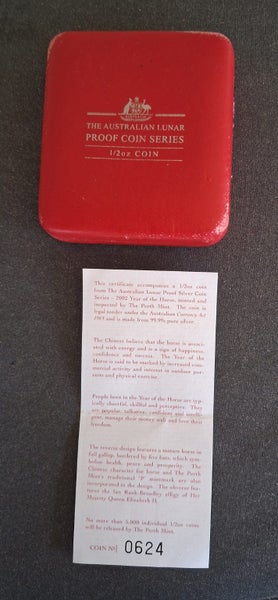 THE AUSTRALIAN LUNAR
PROOF COIN SERIES
1/2oz COIN
This certificate accompanies a 1/2oz coin
from The Australian Lunar Proof Silver Coin
Series - 2002 Year of the Horse, minted and
inspected by The Perth Mint. The coin is
legal tender under the Australian Currency Act
1965 and is made from 99.9% pure silver.
The Chinese believe that the horse is associ-
ated with energy and is a sign of happiness,
confidence and success. The Year of the
Horse is said to be marked by increased com-
mercial activity and interest in outdoor pur-
suits and physical exercise.
People born in the Year of the Horse are typ-
ically cheerful, skilful and perceptive. They
are popular, talkative, confident and intelli-
gent, manage their money well and love their
freedom.
The reverse design features a mature horse in
full gallop, bordered by five bats, which sym-
bolise health, peace and prosperity. The
Chinese character for horse and The Perth
Mint's traditional 'P' mintmark are also
incorporated in the design. The obverse fea-
tures the Ian Rank-Broadley effigy of Her
Majesty Queen Elizabeth II.
No more than 5,000 individual 1/2oz coins
will be released by The Perth Mint.
COIN Nº 0624